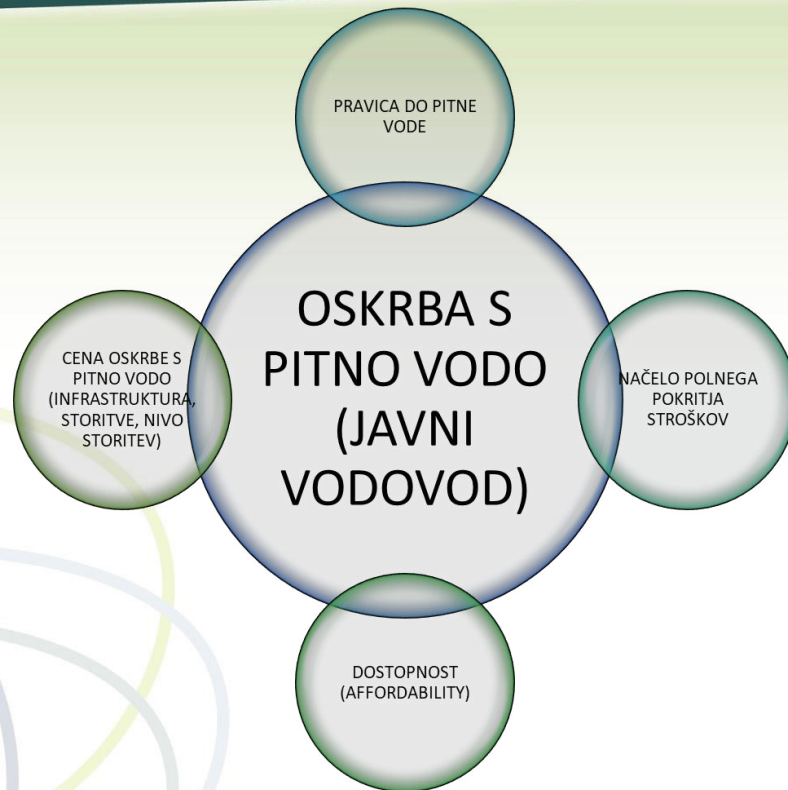 PRAVICA DO PITNE
VODE
OSKRBA S
PITNO VODO
(JAVNI
VODOVOD)
CENA OSKRBE S
PITNO VODO
(INFRASTRUKTURA,
STORITVE, NIVO
STORITEV)
NAČELO POLNEGA
POKRITJA
STROŠKOV
DOSTOPNOST
(AFFORDABILITY)